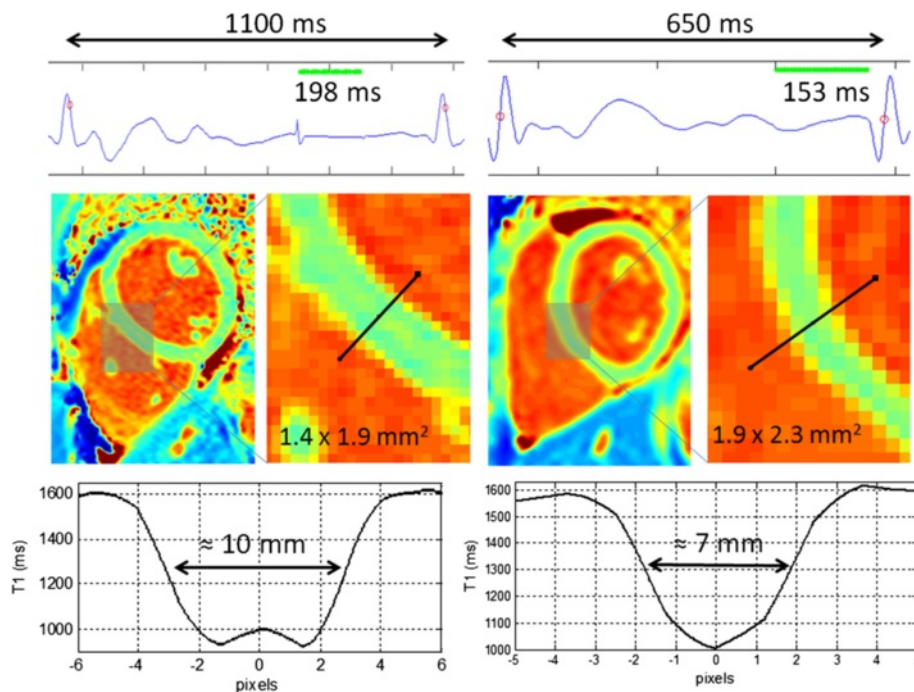 1100 ms
650 ms
198 ms
153 ms
1.4 x 1.9 mm²
1.9 x 2.3 mm²
1600
1400
1200
1000
T1 (ms)
≈ 10 mm
-6
-4
-2
0
2
4
6
pixels
1600
1500
1400
1300
1200
1100
1000
T1 (ms)
≈ 7 mm
-5
-4
-3
-2
-1
0
1
2
3
4
5
pixels